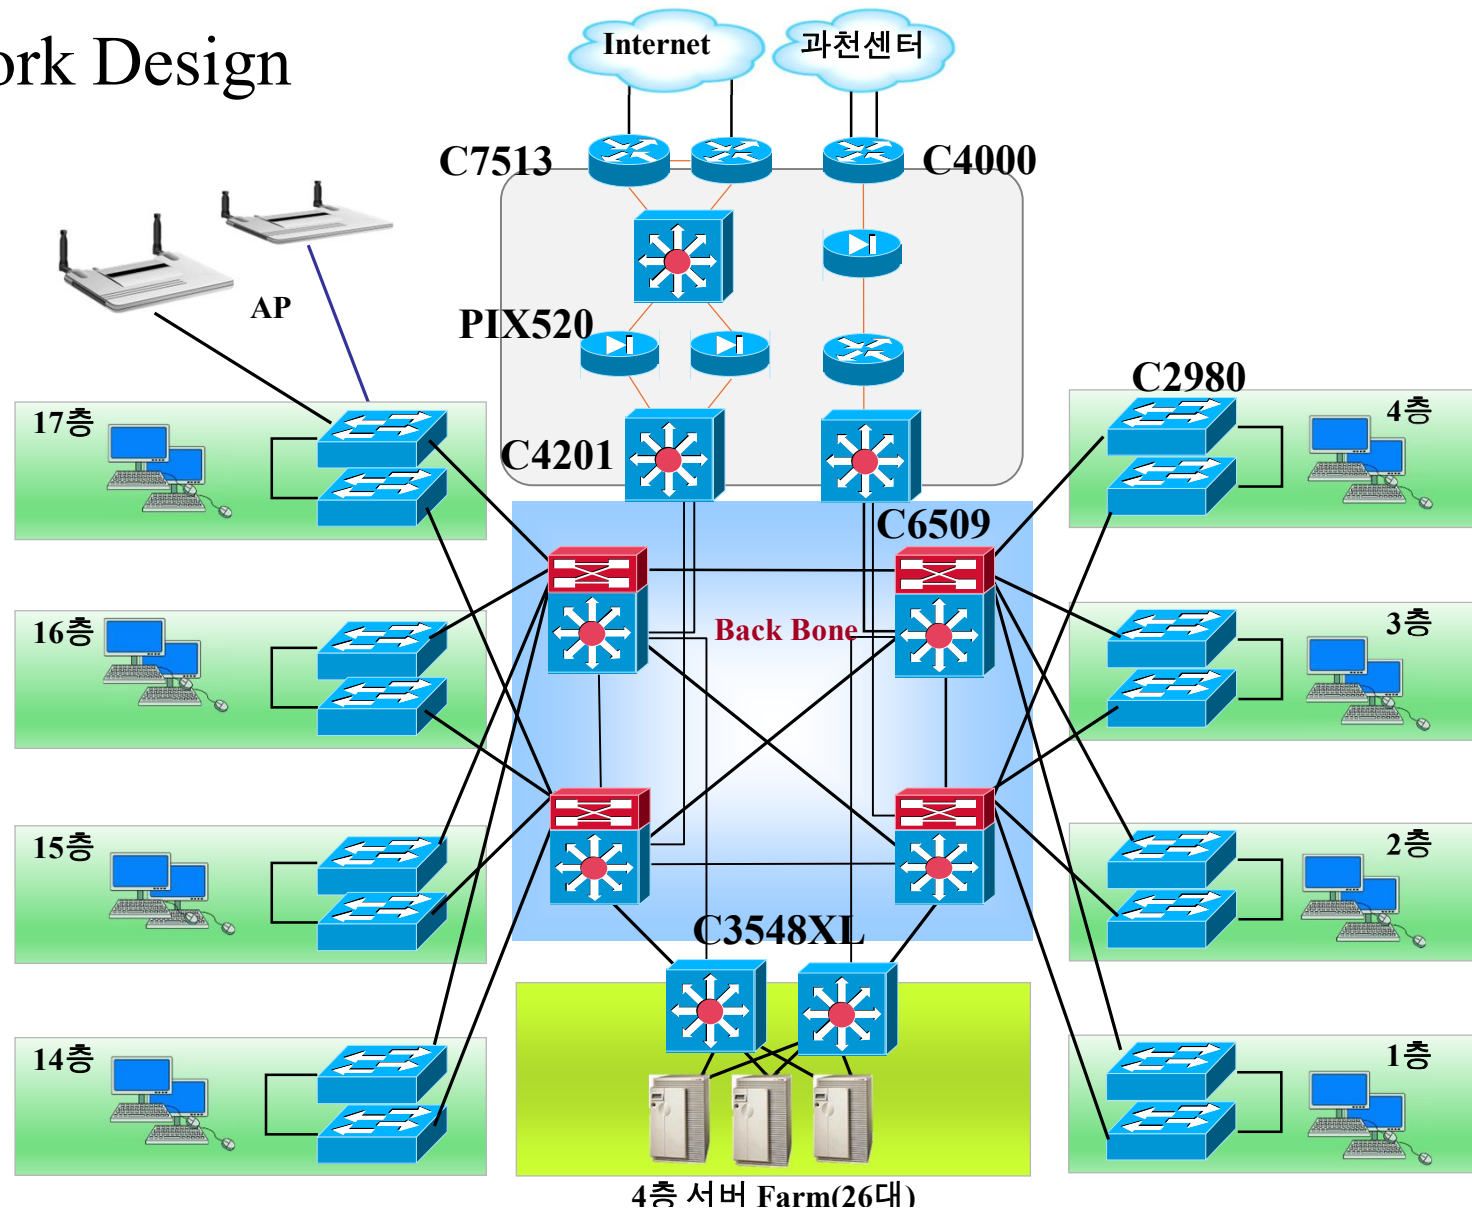 ork Design
Internet
과천센터
C7513
C4000
AP
PIX520
C2980
17층
4층
C4201
C6509
16층
3층
Back Bone
15층
2층
C3548XL
14층
1층
4층 서버 Farm(26대)